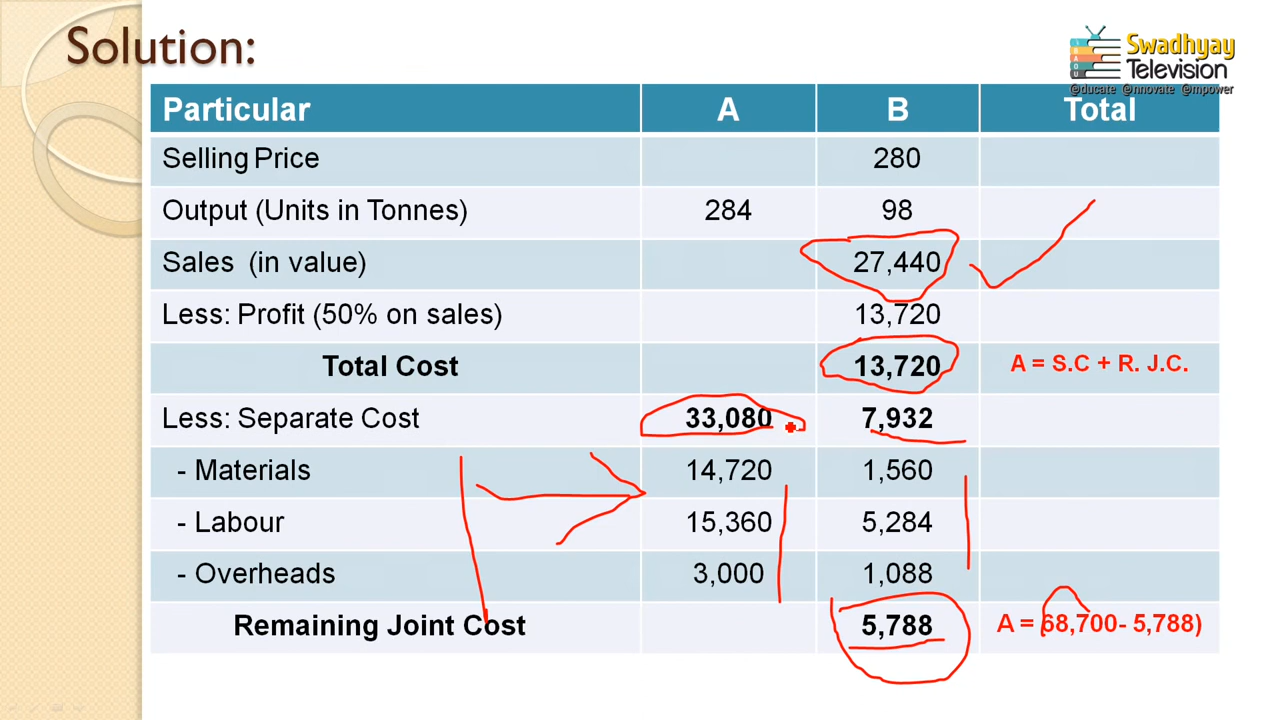 Solution:
Swadhyay
Television
@ducate @nnovate @mpower
Particular A B Total
Selling Price 280
Output (Units in Tonnes) 284 98
Sales (in value) 27,440
Less: Profit (50% on sales) 13,720
Total Cost 13,720 A = S.C + R. J.C.
Less: Separate Cost 33,080 7,932
- Materials 14,720 1,560
- Labour 15,360 5,284
- Overheads 3,000 1,088
Remaining Joint Cost 5,788 A = 68,700- 5,788)